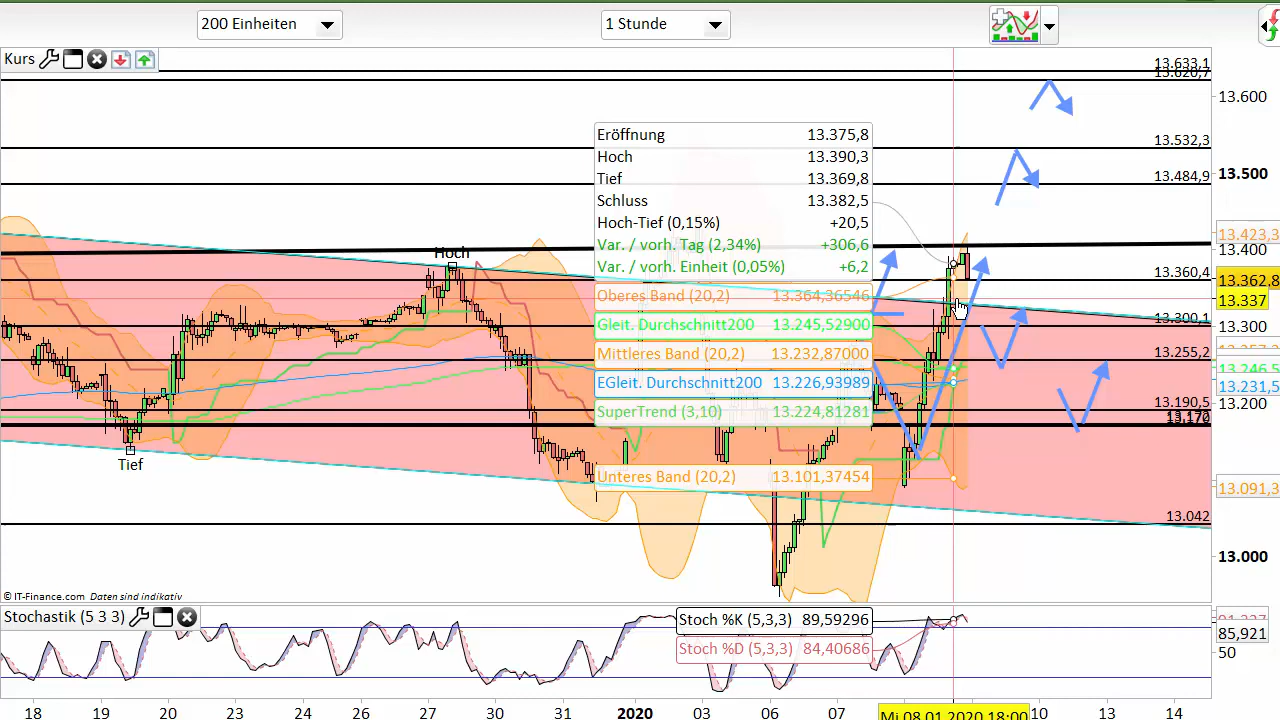 200 Einheiten
1 Stunde
Kurs
13.633,1
13.620,7
13.600
13.532,3
13.500
13.484,9
Eröffnung 13.375,8
Hoch 13.390,3
Tief 13.369,8
Schluss 13.382,5
Hoch-Tief (0,15%) +20,5
Var. / vorh. Tag (2,34%) +306,6
Var. / vorh. Einheit (0,05%) +6,2
Oberes Band (20,2) 13.364,36546
Gleit. Durchschnitt200 13.245,52900
Mittleres Band (20,2) 13.232,87000
EGleit. Durchschnitt200 13.226,93989
SuperTrend (3,10) 13.224,81281
Unteres Band (20,2) 13.101,37454
Hoch
13.423,3
13.400
13.360,4
13.362,8
13.337
13.300,1
13.300
13.255,2
13.246,5
13.231,5
13.190,5
13.200
13.172
Tief
13.091,3
13.042
13.000
© IT-Finance.com Daten sind indikativ
Stochastik (5 3 3)
Stoch %K (5,3,3) 89,59296
Stoch %D (5,3,3) 84,40686
85,921
50
18 19 20 23 26 27 30 31 2020 03 06 07 Mi 08.01.2020 18:00 10 13 14